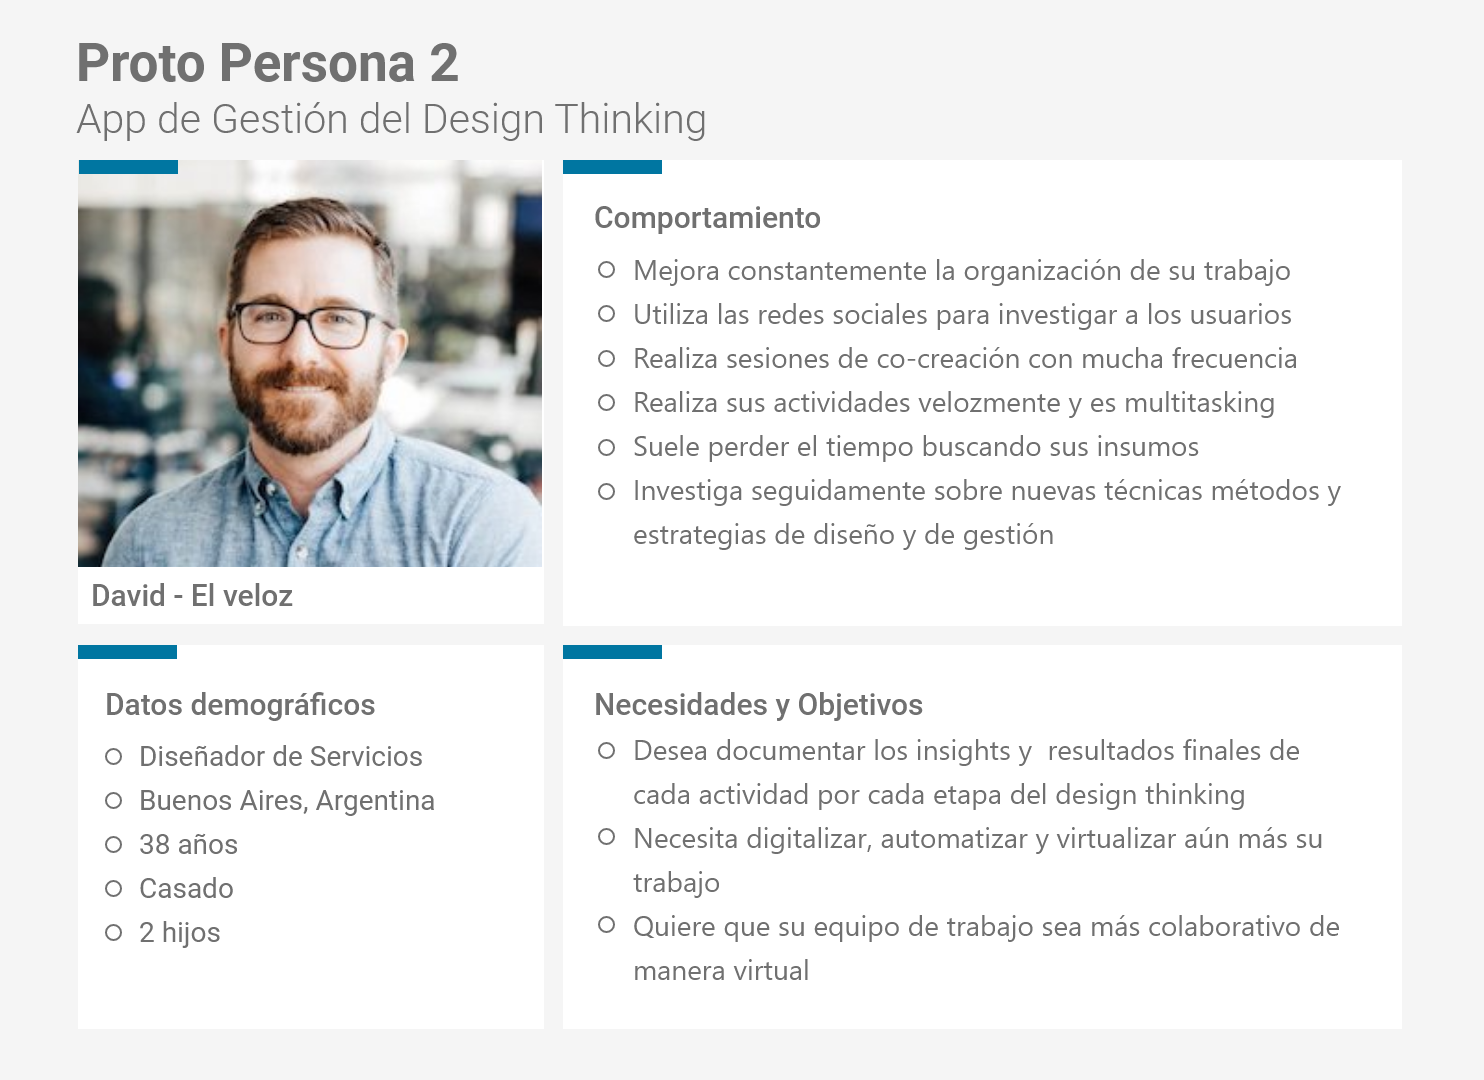 Proto Persona 2
App de Gestión del Design Thinking
David - El veloz
Comportamiento
Mejora constantemente la organización de su trabajo
Utiliza las redes sociales para investigar a los usuarios
Realiza sesiones de co-creación con mucha frecuencia
Realiza sus actividades velozmente y es multitasking
Suele perder el tiempo buscando sus insumos
Investiga seguidamente sobre nuevas técnicas métodos y
estrategias de diseño y de gestión
Datos demográficos
Diseñador de Servicios
Buenos Aires, Argentina
38 años
Casado
2 hijos
Necesidades y Objetivos
Desea documentar los insights y  resultados finales de
cada actividad por cada etapa del design thinking
Necesita digitalizar, automatizar y virtualizar aún más su
trabajo
Quiere que su equipo de trabajo sea más colaborativo de
manera virtual